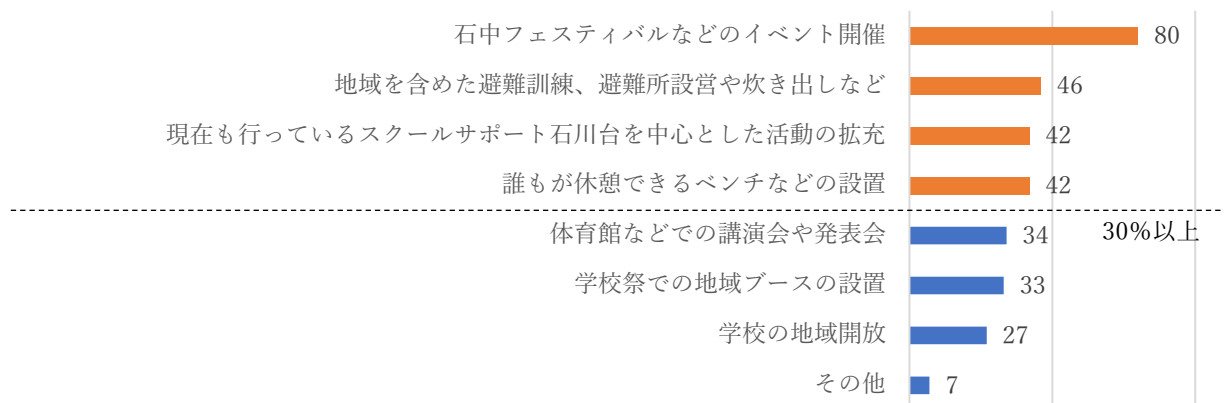 石中フェスティバルなどのイベント開催 80
地域を含めた避難訓練、避難所設営や炊き出しなど 46
現在も行っているスクールサポート石川台を中心とした活動の拡充 42
誰もが休憩できるベンチなどの設置 42
体育館などでの講演会や発表会 34 30%以上
学校祭での地域ブースの設置 33
学校の地域開放 27
その他 7